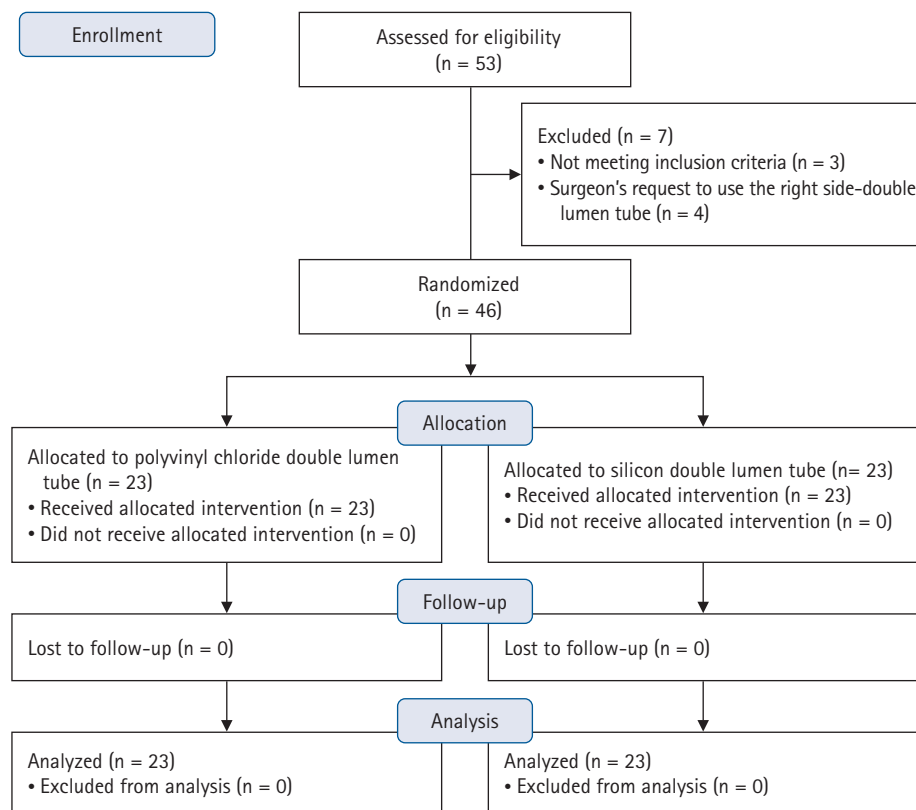 Enrollment
Assessed for eligibility
(n = 53)
Excluded (n = 7)
• Not meeting inclusion criteria (n = 3)
• Surgeon's request to use the right side-double
lumen tube (n = 4)
Randomized
(n = 46)
Allocation
Allocated to polyvinyl chloride double lumen
tube (n = 23)
• Received allocated intervention (n = 23)
• Did not receive allocated intervention (n = 0)
Allocated to silicon double lumen tube (n= 23)
• Received allocated intervention (n = 23)
• Did not receive allocated intervention (n = 0)
Follow-up
Lost to follow-up (n = 0)
Lost to follow-up (n = 0)
Analysis
Analyzed (n = 23)
• Excluded from analysis (n = 0)
Analyzed (n = 23)
• Excluded from analysis (n = 0)